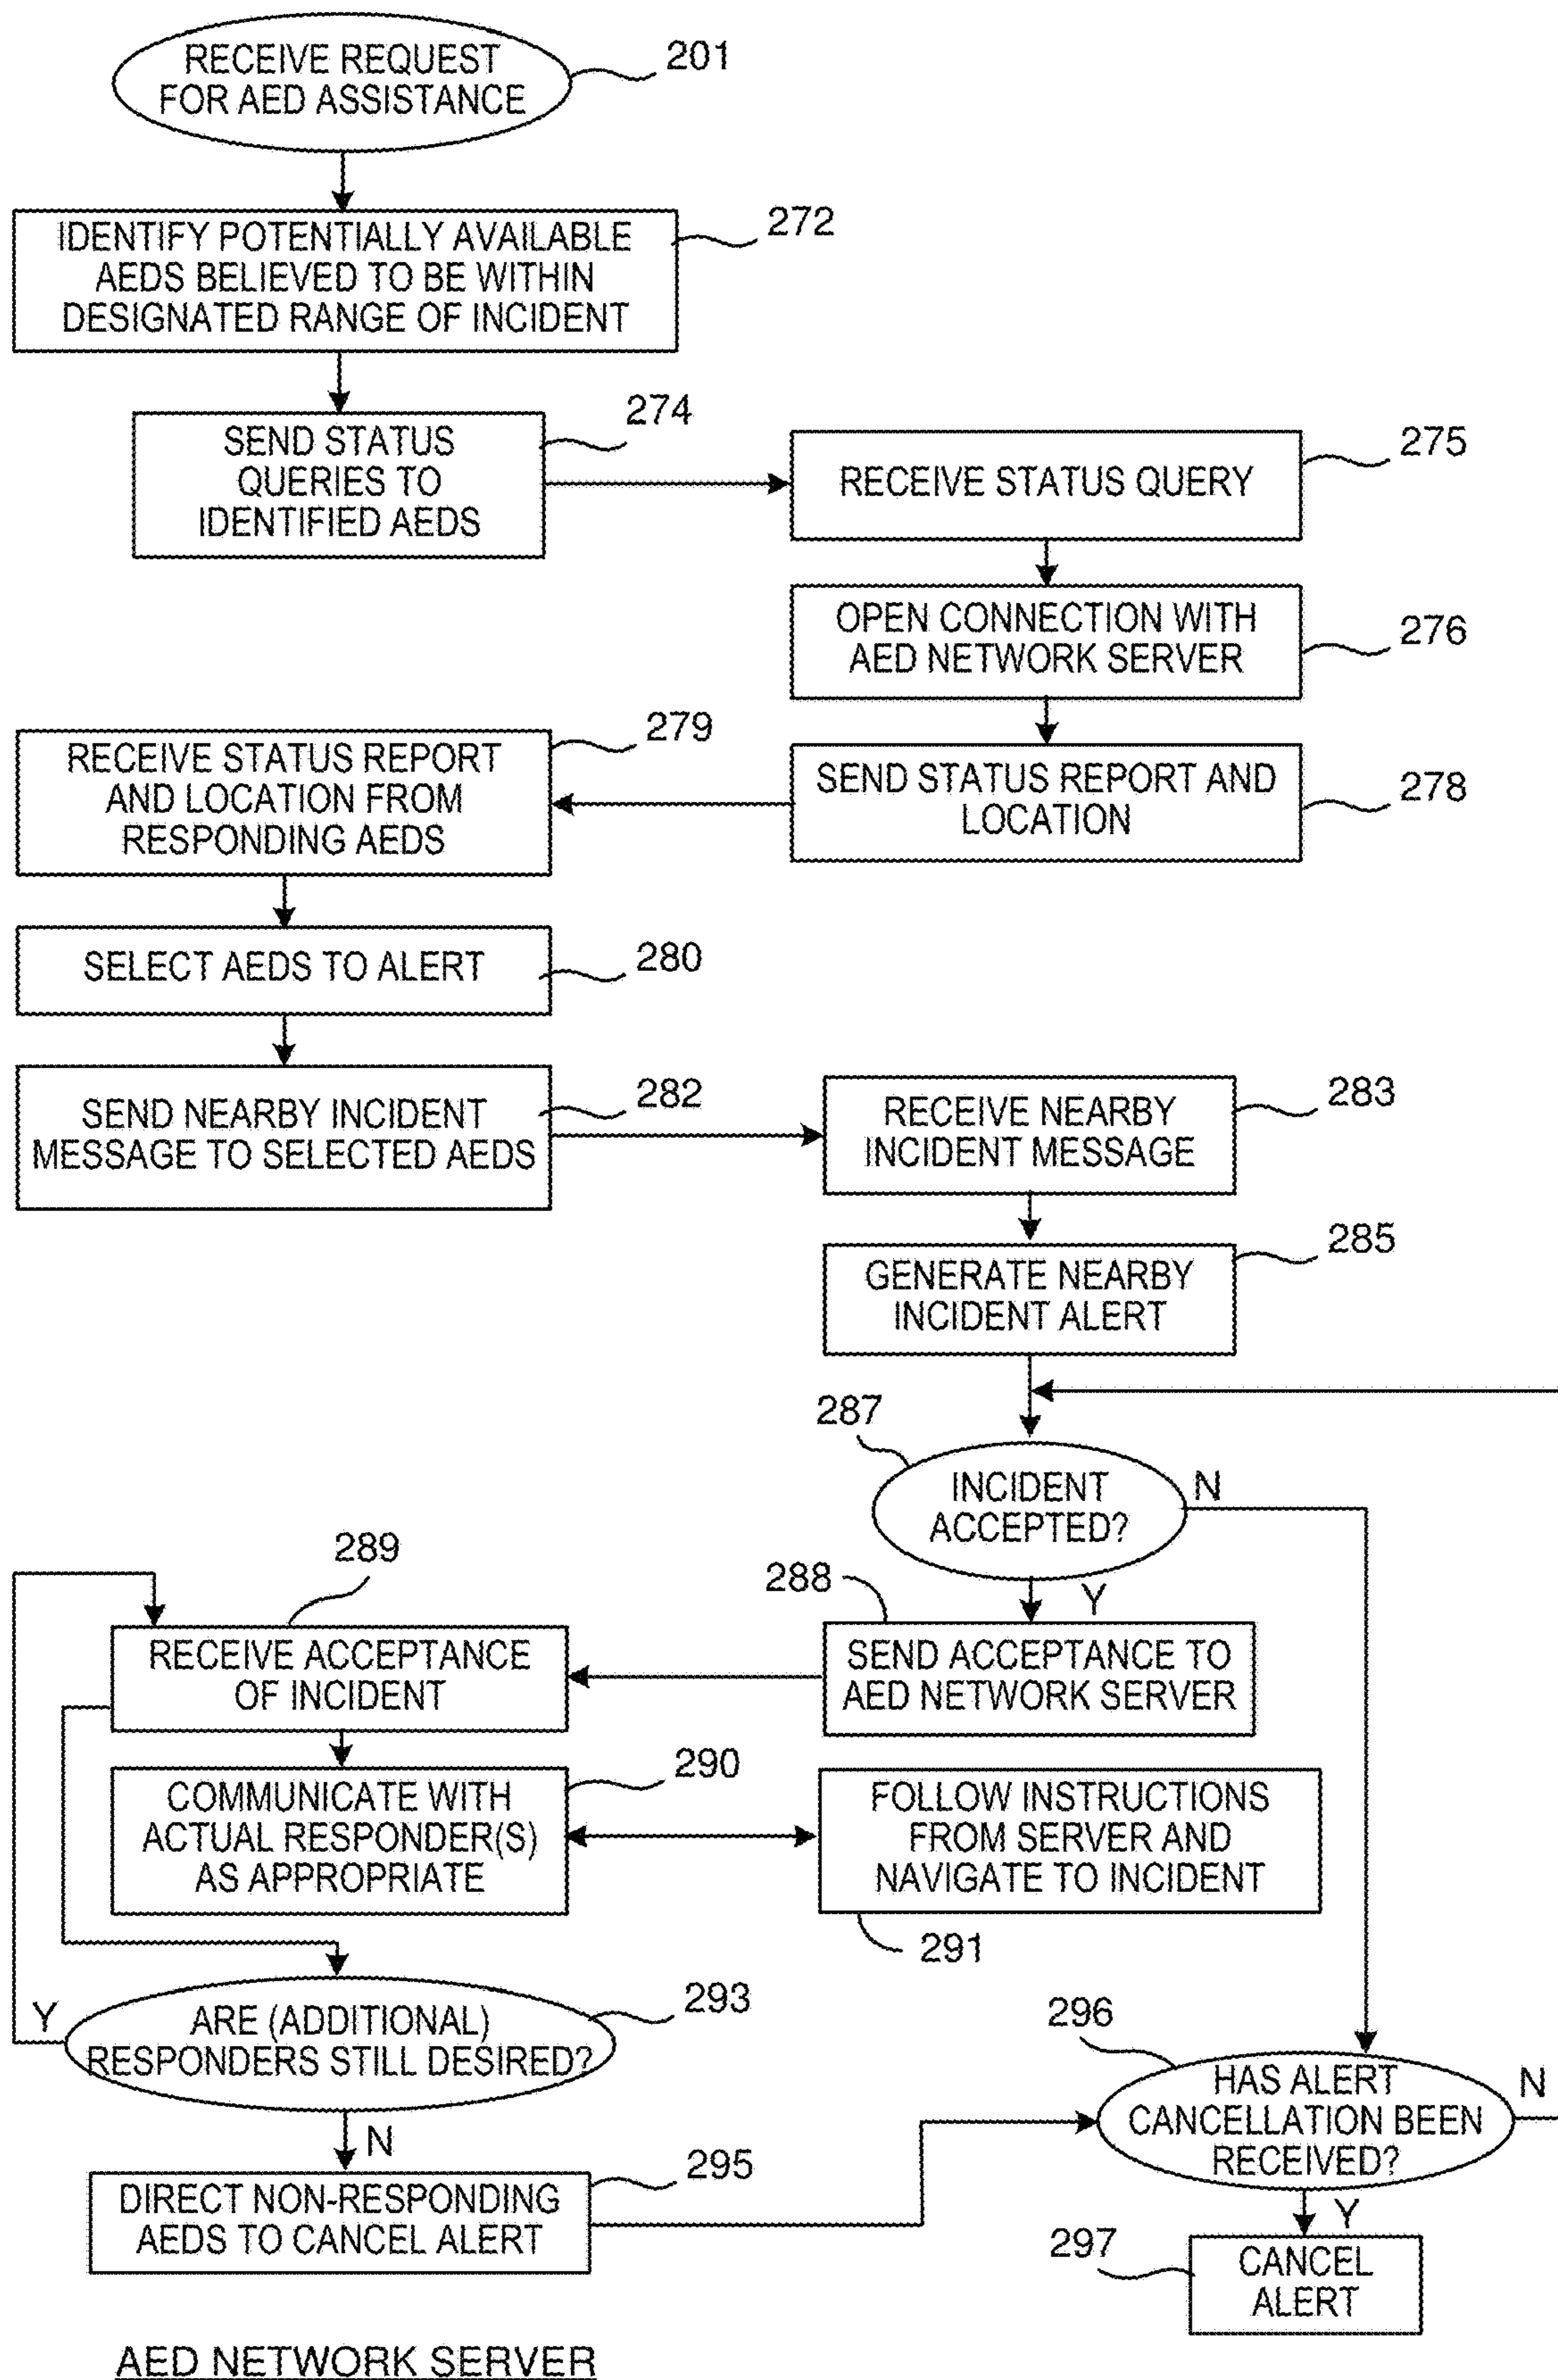 RECEIVE REQUEST
FOR AED ASSISTANCE
201
IDENTIFY POTENTIALLY AVAILABLE
AEDS BELIEVED TO BE WITHIN
DESIGNATED RANGE OF INCIDENT
272
SEND STATUS
QUERIES TO
IDENTIFIED AEDS
274
RECEIVE STATUS QUERY
275
OPEN CONNECTION WITH
AED NETWORK SERVER
276
SEND STATUS REPORT AND
LOCATION
278
RECEIVE STATUS REPORT
AND LOCATION FROM
RESPONDING AEDS
279
SELECT AEDS TO ALERT
280
SEND NEARBY INCIDENT
MESSAGE TO SELECTED AEDS
282
RECEIVE NEARBY
INCIDENT MESSAGE
283
GENERATE NEARBY
INCIDENT ALERT
285
287
INCIDENT
ACCEPTED?
N
Y
288
SEND ACCEPTANCE TO
AED NETWORK SERVER
289
RECEIVE ACCEPTANCE
OF INCIDENT
COMMUNICATE WITH
ACTUAL RESPONDER(S)
AS APPROPRIATE
290
FOLLOW INSTRUCTIONS
FROM SERVER AND
NAVIGATE TO INCIDENT
291
Y
ARE (ADDITIONAL)
RESPONDERS STILL DESIRED?
293
N
DIRECT NON-RESPONDING
AEDS TO CANCEL ALERT
295
296
HAS ALERT
CANCELLATION BEEN
RECEIVED?
N
Y
297
CANCEL
ALERT
AED NETWORK SERVER